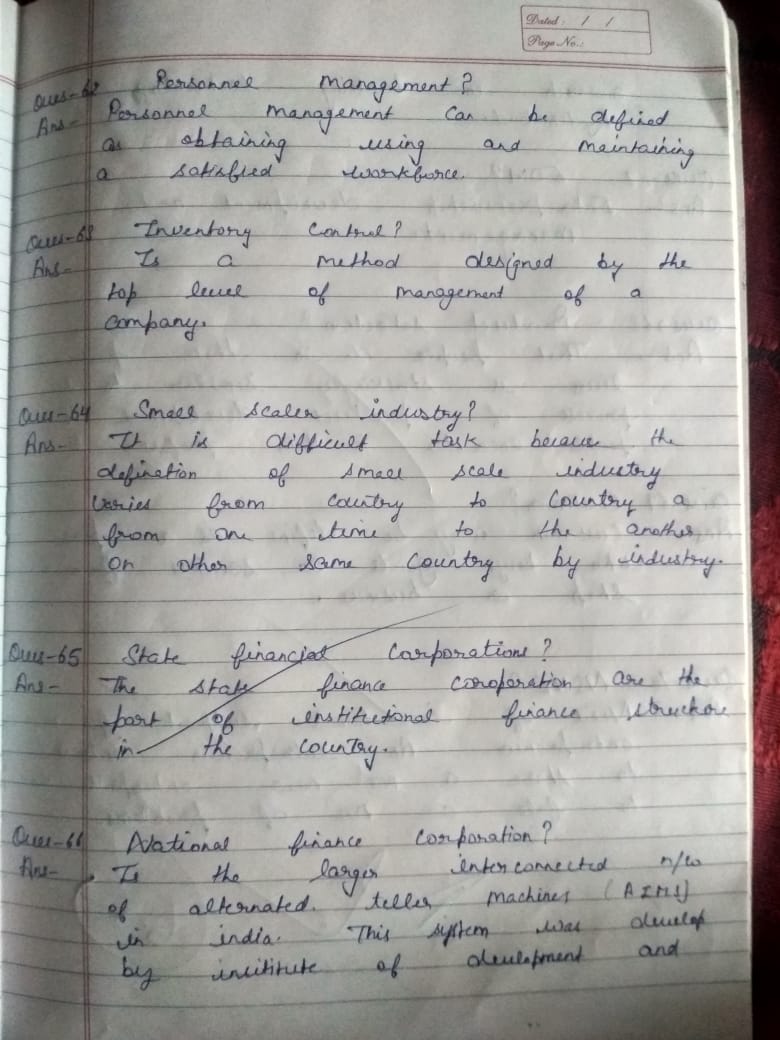 Dated: / /
Page No.:
Ques-62 Personnel management?
Ans- Personnel management can be defined
as obtaining using and maintaining
a satisfied workforce.
Ques-63 Inventory control?
Ans- Is a method designed by the
top level of management of a
company.
Ques-64 Small scaler industry?
Ans- It is difficult task because the
defination of small scale industry
varies from country to country a
from one time to the another
or other same country by industry.
Ques-65 State financial corporations?
Ans- The state finance coroporation are the
part of institutional finance structure
in the country.
Ques-66 National finance corporation?
Ans- Is the larger interconnected n/w
of alternated. teller machines (AIMS)
in india. This system was develop
by institute of development and